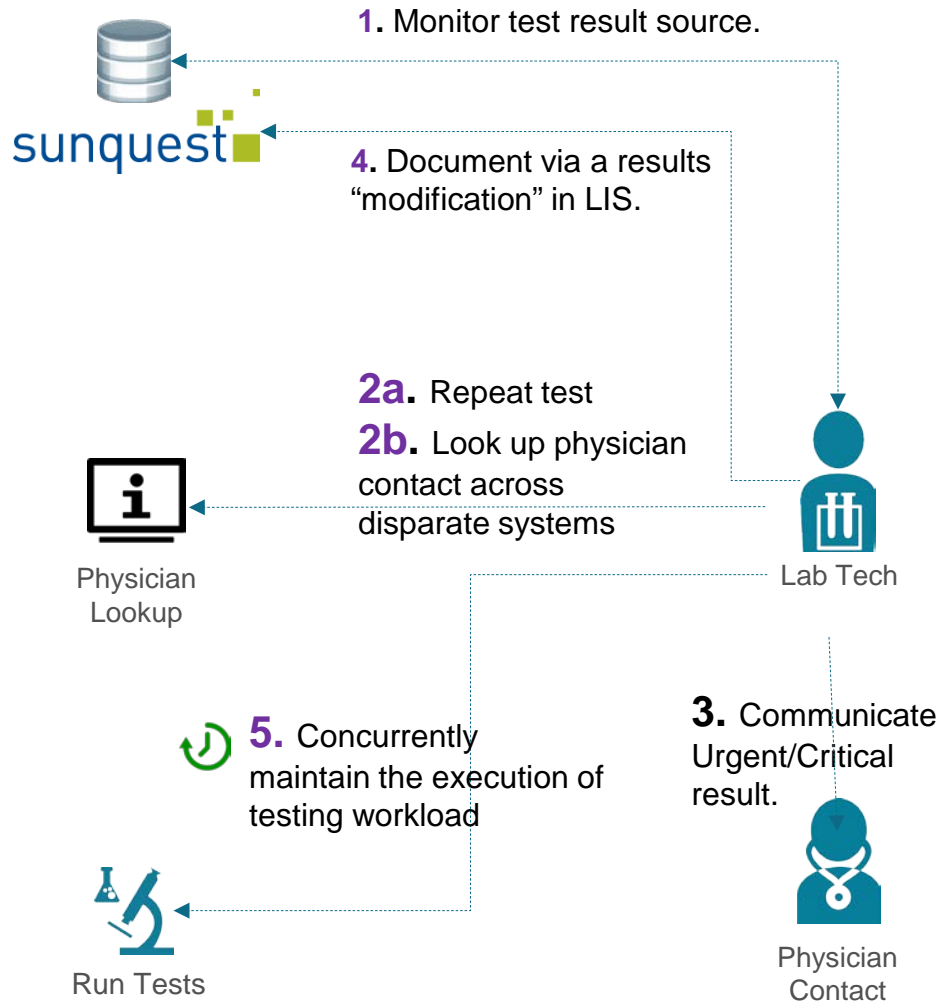 1. Monitor test result source.
sunquest
4. Document via a results
“modification” in LIS.
2a. Repeat test
2b. Look up physician
contact across
disparate systems
Physician
Lookup
Lab Tech
3. Communicate
Urgent/Critical
result.
5. Concurrently
maintain the execution of
testing workload
Run Tests
Physician
Contact